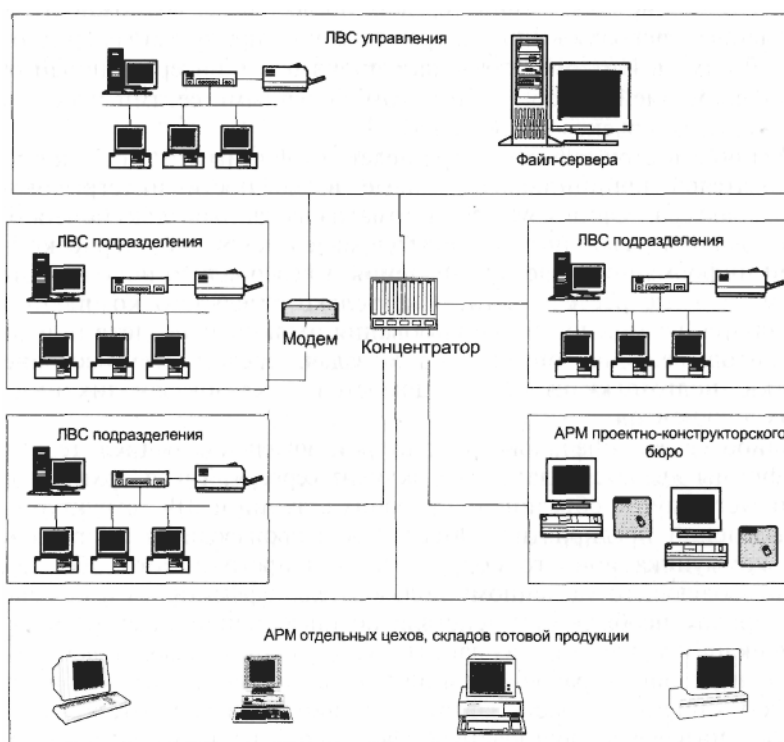 ЛВС управления
Файл-сервера
ЛВС подразделения
ЛВС подразделения
Модем
Концентратор
ЛВС подразделения
АРМ проектно-конструкторского
бюро
АРМ отдельных цехов, складов готовой продукции